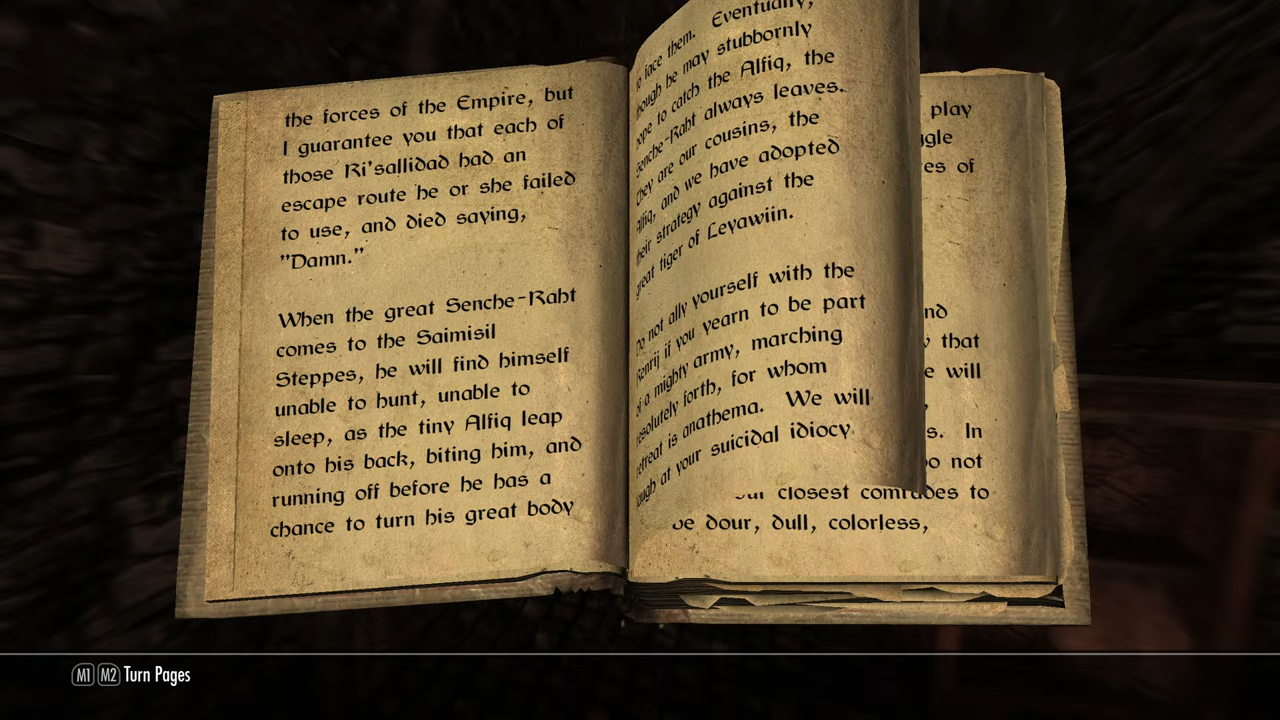 the forces of the Empire, but
I guarantee you that each of
those Ri'sallidad had an
escape route he or she failed
to use, and died saying,
"Damn."
When the great Senche-Raht
comes to the Saimisil
Steppes, he will find himself
unable to hunt, unable to
sleep, as the tiny Alfiq leap
onto his back, biting him, and
running off before he has a
chance to turn his great body
to face them. Eventually,
though he may stubbornly
hope to catch the Alfiq, the
Senche-Raht always leaves.
They are our cousins, the
Alfiq, and we have adopted
their strategy against the
great tiger of Leyawiin.
Do not ally yourself with the
Renrij if you yearn to be part
of a mighty army, marching
resolutely forth, for whom
retreat is anathema. We will
laugh at your suicidal idiocy
play
of
that
will
In
not
closest comrades to
be dour, dull, colorless,
M1 M2 Turn Pages